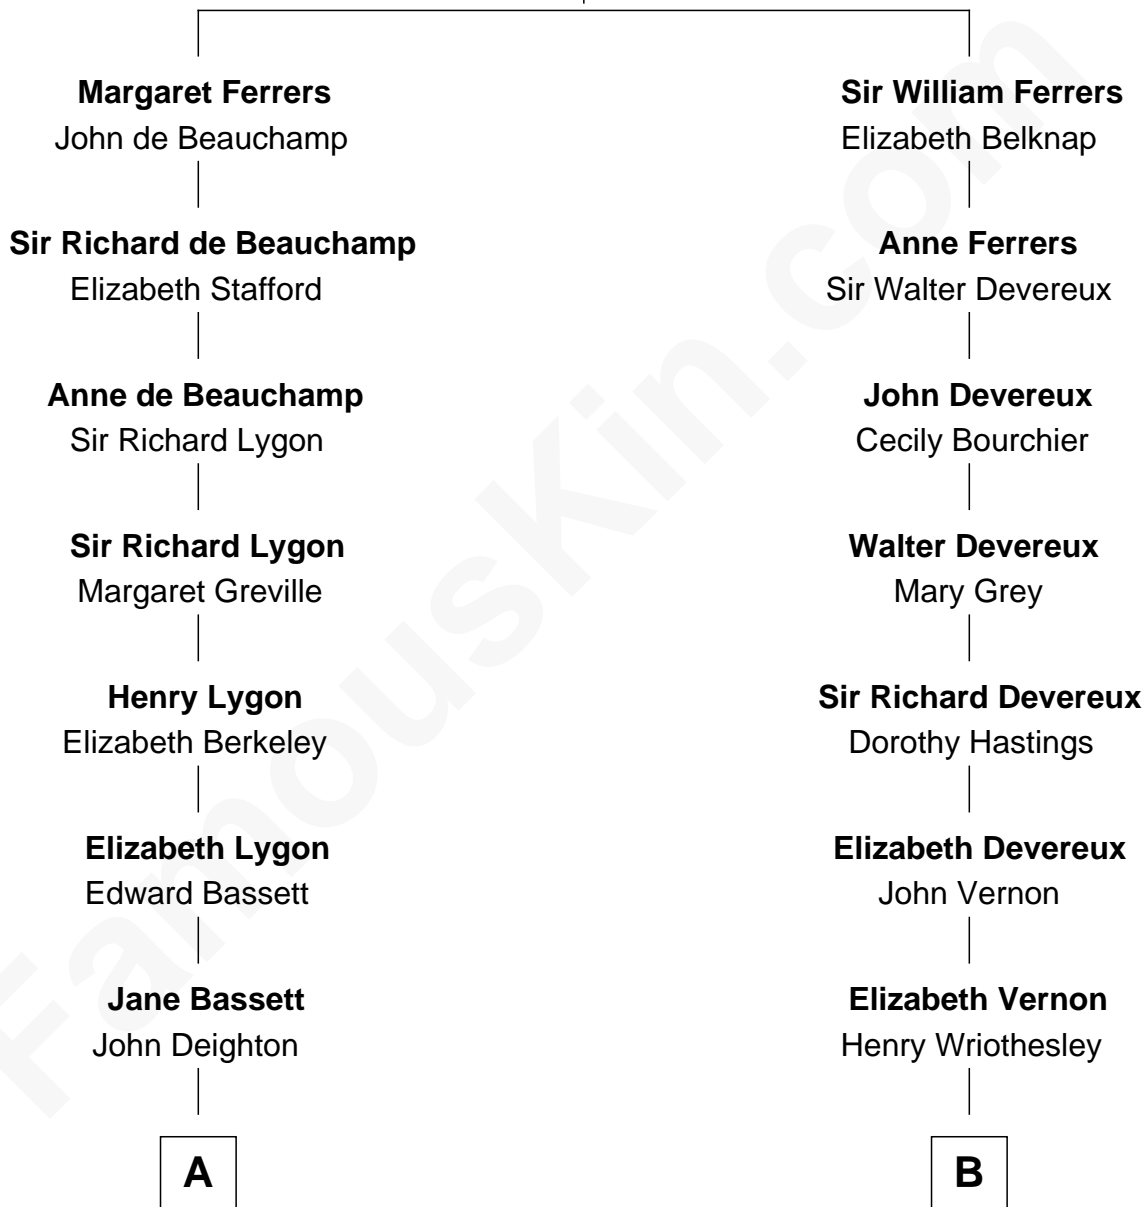 Margaret Ferrers
John de Beauchamp
Sir William Ferrers
Elizabeth Belknap
Sir Richard de Beauchamp
Elizabeth Stafford
Anne Ferrers
Sir Walter Devereux
Anne de Beauchamp
Sir Richard Lygon
John Devereux
Cecily Bourchier
Sir Richard Lygon
Margaret Greville
Walter Devereux
Mary Grey
Henry Lygon
Elizabeth Berkeley
Sir Richard Devereux
Dorothy Hastings
Elizabeth Lygon
Edward Bassett
Elizabeth Devereux
John Vernon
Jane Bassett
John Deighton
Elizabeth Vernon
Henry Wriothesley
A
B
FamousKin.com